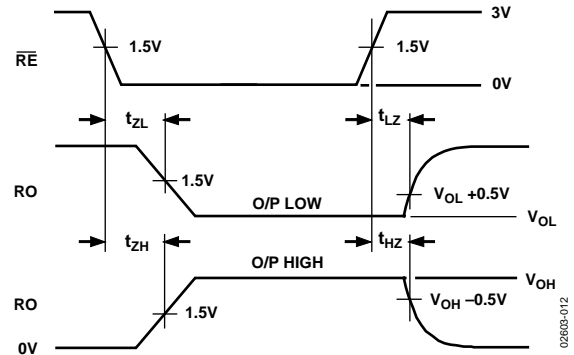 3V
RE
1.5V
1.5V
0V
tZL
tLZ
RO
1.5V
O/P LOW
VOL +0.5V
VOL
tZH
tHZ
O/P HIGH
VOH
RO
1.5V
VOH –0.5V
0V
02603-012